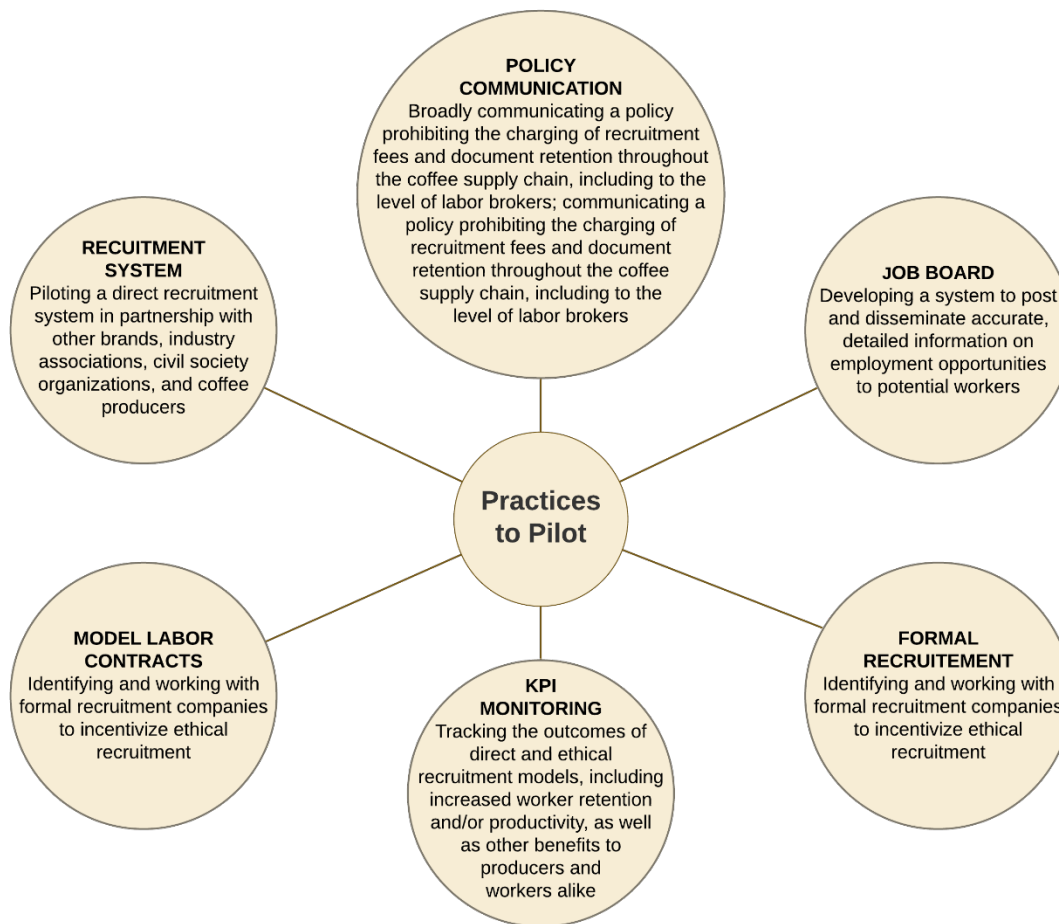 POLICY
COMMUNICATION
Broadly communicating a policy
prohibiting the charging of recruitment
fees and document retention throughout
the coffee supply chain, including to the
level of labor brokers; communicating a
policy prohibiting the charging of
recruitment fees and document
retention throughout the coffee
supply chain, including to the
level of labor brokers
RECUITMENT
SYSTEM
Piloting a direct recruitment
system in partnership with
other brands, industry
associations, civil society
organizations, and coffee
producers
JOB BOARD
Developing a system to post
and disseminate accurate,
detailed information on
employment opportunities
to potential workers
Practices
to Pilot
MODEL LABOR
CONTRACTS
Identifying and working with
formal recruitment companies
to incentivize ethical
recruitment
KPI
MONITORING
Tracking the outcomes of
direct and ethical
recruitment models, including
increased worker retention
and/or productivity, as well
as other benefits to
producers and
workers alike
FORMAL
RECRUITEMENT
Identifying and working with
formal recruitment companies
to incentivize ethical
recruitment